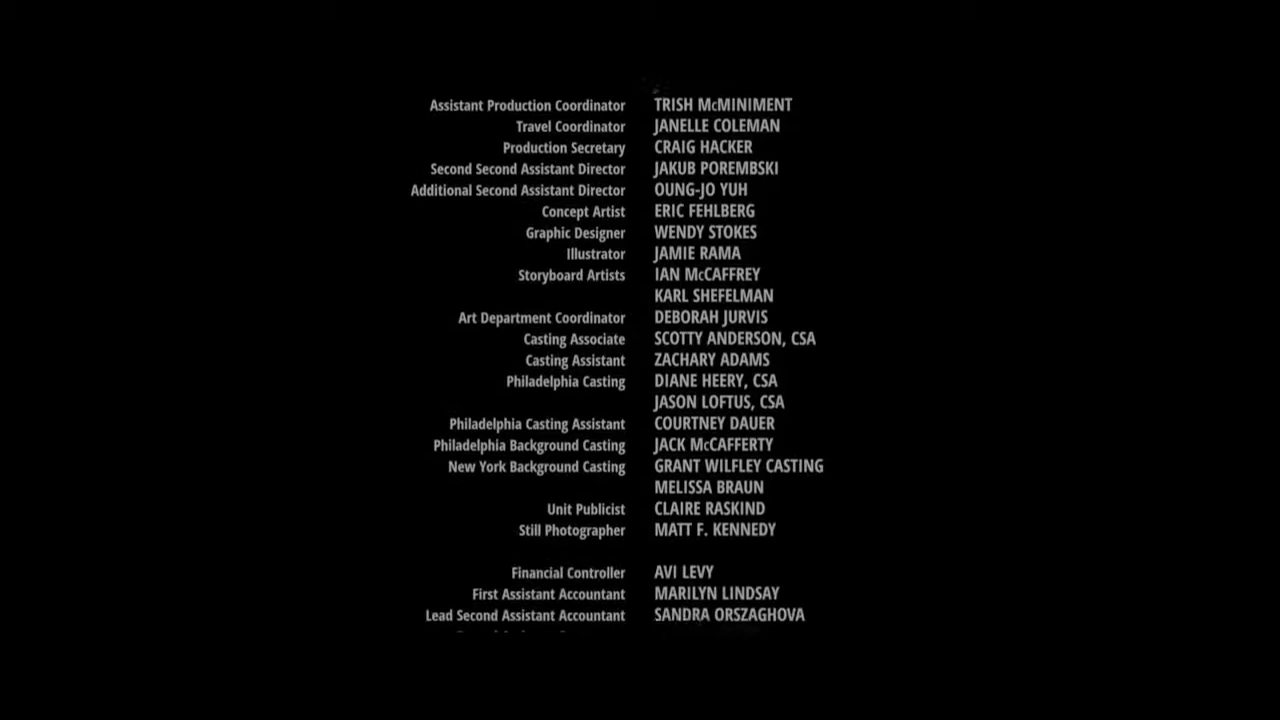 Assistant Production Coordinator TRISH McMINIMENT
Travel Coordinator JANELLE COLEMAN
Production Secretary CRAIG HACKER
Second Second Assistant Director JAKUB POREMBSKI
Additional Second Assistant Director OUNG-JO YUH
Concept Artist ERIC FEHLBERG
Graphic Designer WENDY STOKES
Illustrator JAMIE RAMA
Storyboard Artists IAN McCAFFREY
KARL SHEFELMAN
Art Department Coordinator DEBORAH JURVIS
Casting Associate SCOTTY ANDERSON, CSA
Casting Assistant ZACHARY ADAMS
Philadelphia Casting DIANE HEERY, CSA
JASON LOFTUS, CSA
Philadelphia Casting Assistant COURTNEY DAUER
Philadelphia Background Casting JACK McCAFFERTY
New York Background Casting GRANT WILFLEY CASTING
MELISSA BRAUN
Unit Publicist CLAIRE RASKIND
Still Photographer MATT F. KENNEDY
Financial Controller AVI LEVY
First Assistant Accountant MARILYN LINDSAY
Lead Second Assistant Accountant SANDRA ORSZAGHOVA